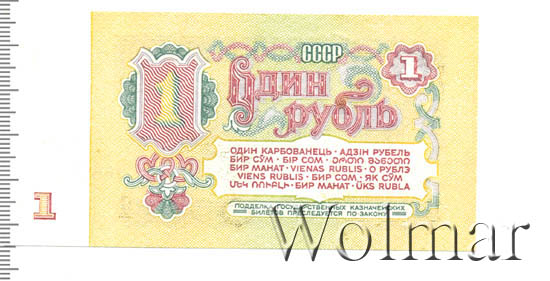 СССР
1
Один
1
рубль
ОДИН КАРБОВАНЕЦЬ · АДЗІН РУБЕЛЬ
БИР СЎМ · БІР СОМ · ᲔᲠᲗᲘ ᲛᲐᲜᲔᲗᲘ
БИР МАНАТ · VIENAS RUBLIS · О РУБЛЭ
VIENS RUBLIS · БИР СОМ · ЯК СЎМ
ՄԵԿ ՌՈՒԲԼԻ · БИР МАНАТ · ÜKS RUBLA
1
ПОДДЕЛКА ГОСУДАРСТВЕННЫХ КАЗНАЧЕЙСКИХ
БИЛЕТОВ ПРЕСЛЕДУЕТСЯ ПО ЗАКОНУ
Wolmar